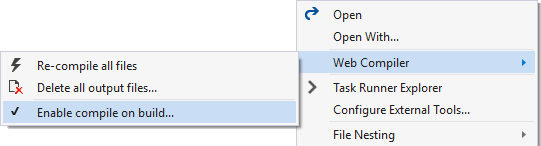 Open
Open With...
Web Compiler
Task Runner Explorer
Configure External Tools...
File Nesting
Re-compile all files
Delete all output files...
Enable compile on build...